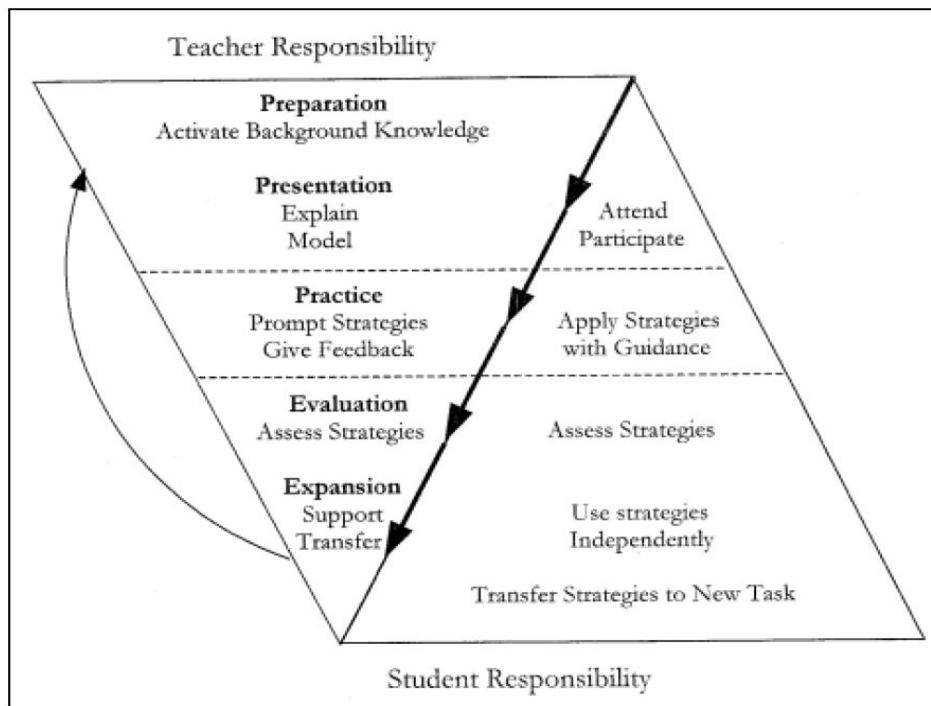 Teacher Responsibility
Preparation
Activate Background Knowledge
Presentation
Explain
Model
Attend
Participate
Practice
Prompt Strategies
Give Feedback
Apply Strategies
with Guidance
Evaluation
Assess Strategies
Assess Strategies
Expansion
Support
Transfer
Use strategies
Independently
Transfer Strategies to New Task
Student Responsibility